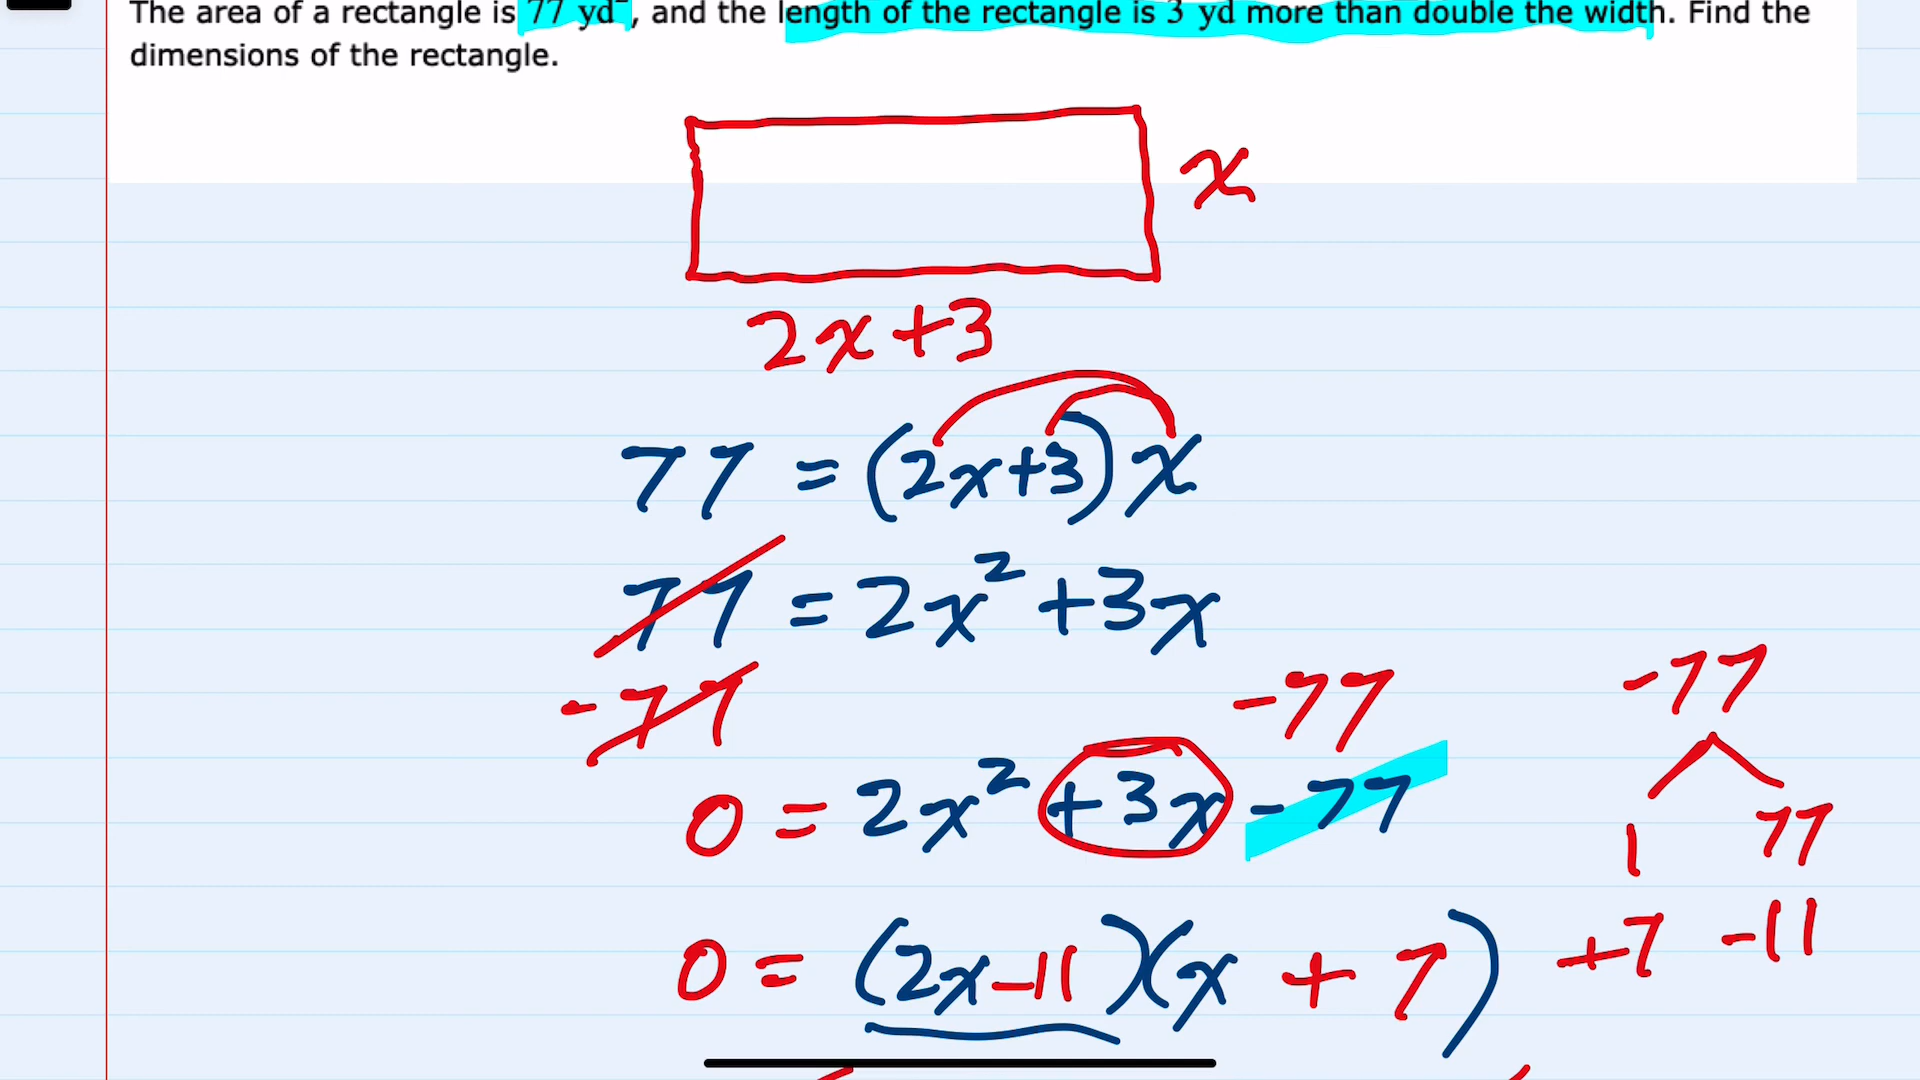 The area of a rectangle is 77 yd², and the length of the rectangle is 3 yd more than double the width. Find the
dimensions of the rectangle.
x
2x+3
77 = (2x+3)x
77 = 2x² +3x
-77 -77
-77
0 = 2x² +3x -77
1 77
0 = (2x-11)(x + 7)
+7 -11